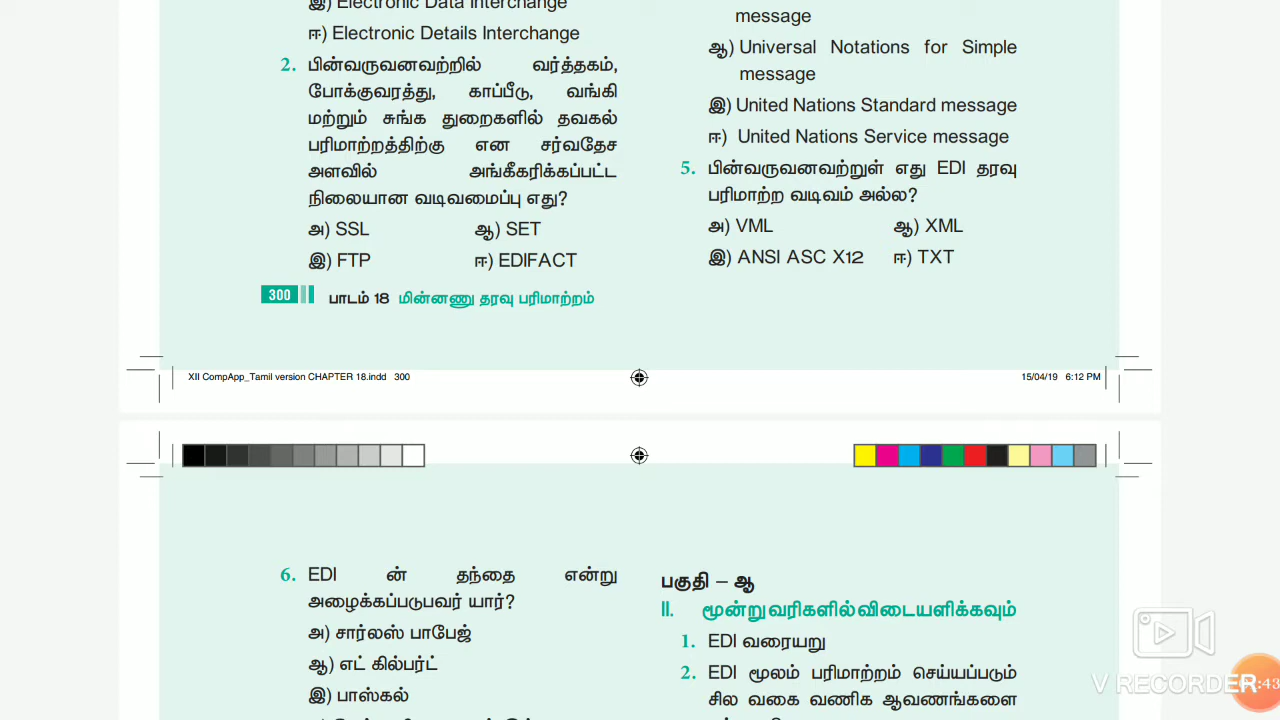 இ) Electronic Data Interchange
ஈ) Electronic Details Interchange
2. பின்வருவனவற்றில் வர்த்தகம்,
போக்குவரத்து, காப்பீடு, வங்கி
மற்றும் சுங்க துறைகளில் தவகல்
பரிமாற்றத்திற்கு என சர்வதேச
அளவில் அங்கீகரிக்கப்பட்ட
நிலையான வடிவமைப்பு எது?
அ) SSL ஆ) SET
இ) FTP ஈ) EDIFACT
300 பாடம் 18 மின்னணு தரவு பரிமாற்றம்
message
ஆ) Universal Notations for Simple
message
இ) United Nations Standard message
ஈ) United Nations Service message
5. பின்வருவனவற்றுள் எது EDI தரவு
பரிமாற்ற வடிவம் அல்ல?
அ) VML ஆ) XML
இ) ANSI ASC X12 ஈ) TXT
XII CompApp_Tamil version CHAPTER 18.indd 300 15/04/19 6:12 PM
6. EDI ன் தந்தை என்று
அழைக்கப்படுபவர் யார்?
அ) சார்லஸ் பாபேஜ்
ஆ) எட் கில்பர்ட்
இ) பாஸ்கல்
பகுதி – ஆ
II. மூன்று வரிகளில் விடையளிக்கவும்
1. EDI வரையறு
2. EDI மூலம் பரிமாற்றம் செய்யப்படும்
சில வகை வணிக ஆவணங்களை
V RECORDER
:43